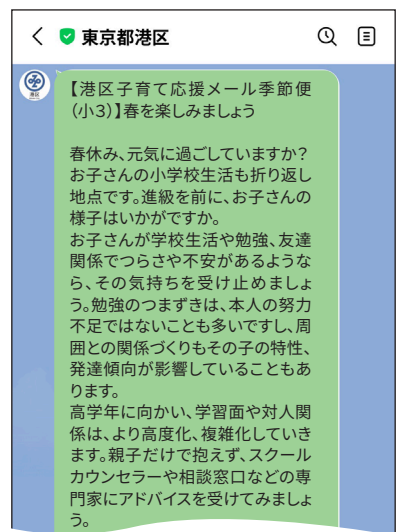 東京都港区
【港区子育て応援メール季節便
（小3）】春を楽しみましょう
春休み、元気に過ごしていますか？
お子さんの小学校生活も折り返し
地点です。進級を前に、お子さんの
様子はいかがですか。
お子さんが学校生活や勉強、友達
関係でつらさや不安があるような
ら、その気持ちを受け止めましょ
う。勉強のつまずきは、本人の努力
不足ではないことも多いですし、周
囲との関係づくりもその子の特性、
発達傾向が影響していることもあ
ります。
高学年に向かい、学習面や対人関
係は、より高度化、複雑化していき
ます。親子だけで抱えず、スクール
カウンセラーや相談窓口などの専
門家にアドバイスを受けてみましょ
う。